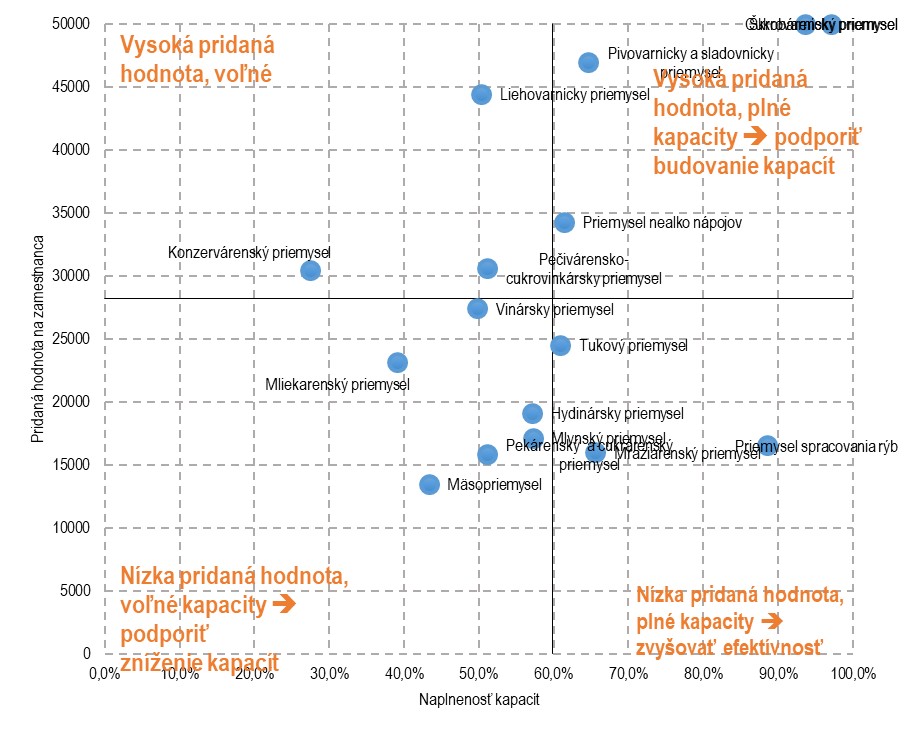 50000
45000
40000
35000
30000
25000
20000
15000
10000
5000
0
Pridaná hodnota na zamestnanca
Vysoká pridaná
hodnota, voľné
Pivovarnícky a sladovnícky
priemysel
Liehovarnícky priemysel
Vysoká pridaná
hodnota, plné
kapacity ➔ podporiť
budovanie kapacít
Priemysel nealko nápojov
Konzervárenský priemysel
Pečivárensko-
cukrovinkársky priemysel
Vinársky priemysel
Tukový priemysel
Mliekarenský priemysel
Hydinársky priemysel
Mlynský priemysel
Pekárenský a cukrárenský
priemysel
Mraziarenský priemysel
Priemysel spracovania rýb
Mäsopriemysel
Nízka pridaná hodnota,
voľné kapacity ➔
podporiť
zníženie kapacít
Nízka pridaná hodnota,
plné kapacity ➔
zvyšovať efektívnosť
0,0% 10,0% 20,0% 30,0% 40,0% 50,0% 60,0% 70,0% 80,0% 90,0% 100,0%
Naplnenosť kapacít